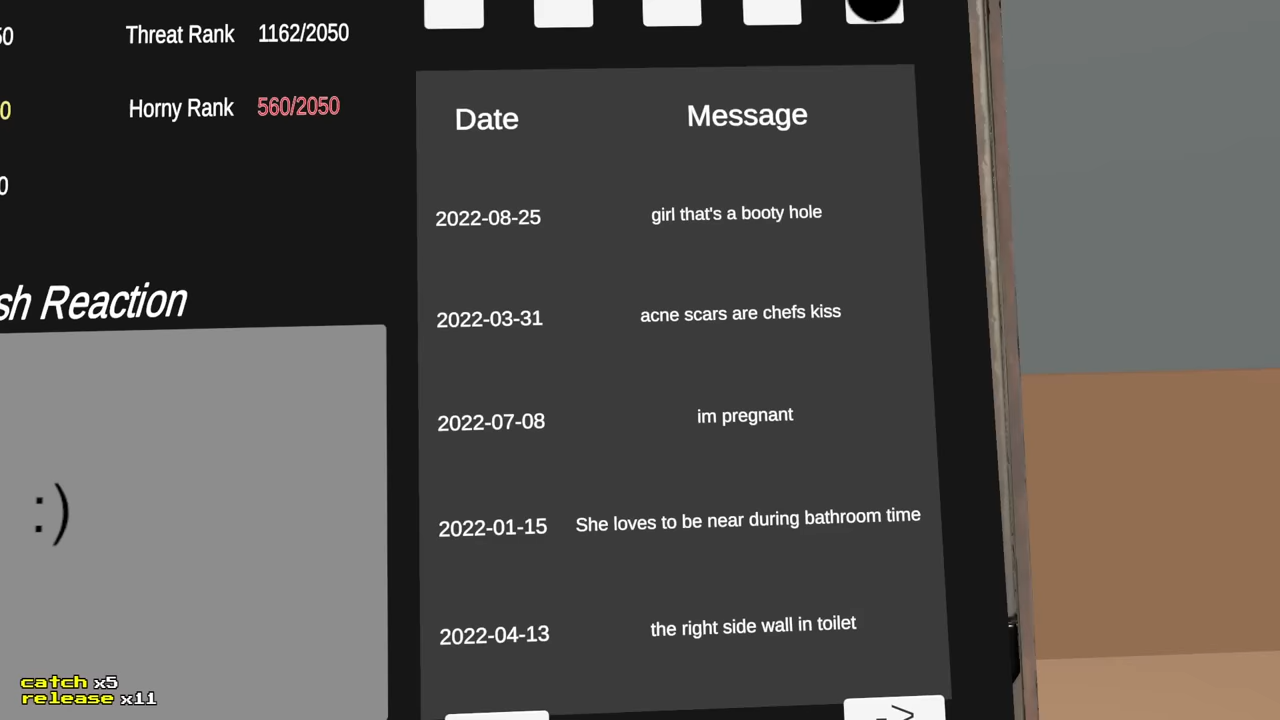 Threat Rank 1162/2050
Horny Rank 560/2050
sh Reaction
:)
Date Message
2022-08-25 girl that's a booty hole
2022-03-31 acne scars are chefs kiss
2022-07-08 im pregnant
2022-01-15 She loves to be near during bathroom time
2022-04-13 the right side wall in toilet
->
catch x5
release x11